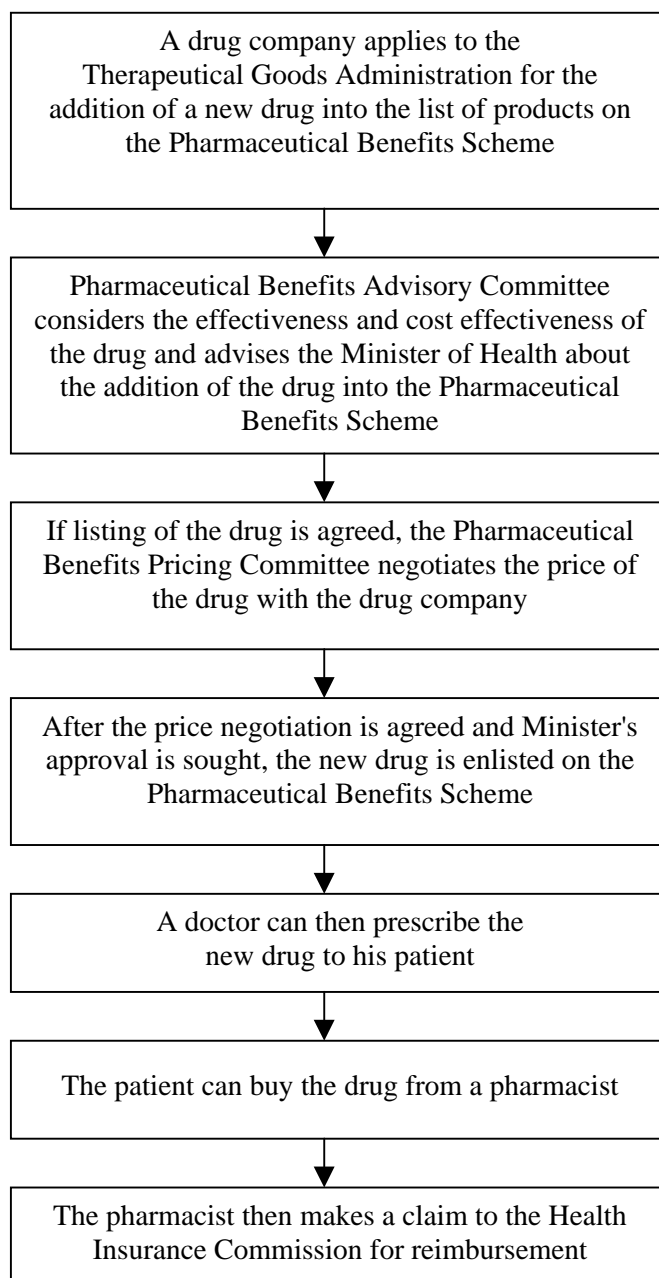 A drug company applies to the
Therapeutical Goods Administration for the
addition of a new drug into the list of products on
the Pharmaceutical Benefits Scheme
Pharmaceutical Benefits Advisory Committee
considers the effectiveness and cost effectiveness of
the drug and advises the Minister of Health about
the addition of the drug into the Pharmaceutical
Benefits Scheme
If listing of the drug is agreed, the Pharmaceutical
Benefits Pricing Committee negotiates the price of
the drug with the drug company
After the price negotiation is agreed and Minister's
approval is sought, the new drug is enlisted on the
Pharmaceutical Benefits Scheme
A doctor can then prescribe the
new drug to his patient
The patient can buy the drug from a pharmacist
The pharmacist then makes a claim to the Health
Insurance Commission for reimbursement